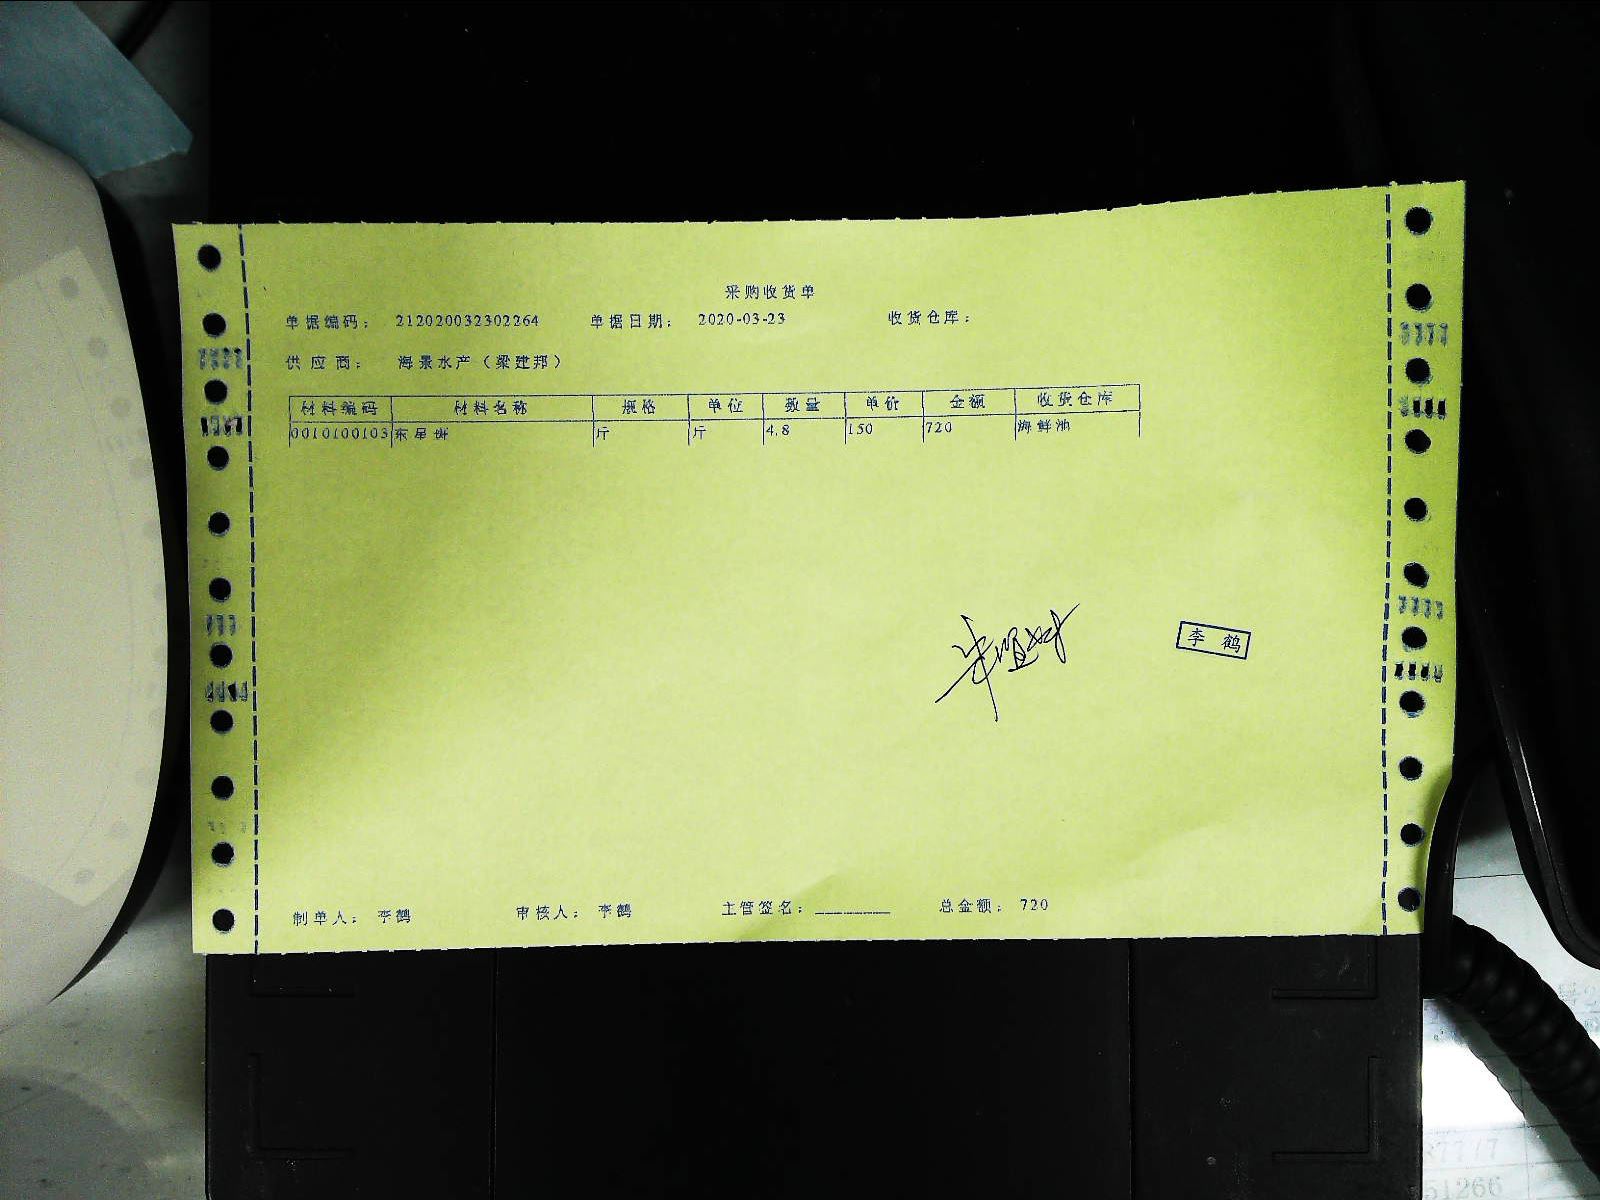 采购收货单
单据编码： 212020032302264 单据日期： 2020-03-23 收货仓库：
供应商： 海景水产（梁建邦）
材料编码 材料名称 规格 单位 数量 单价 金额 收货仓库
0010100103 东星斑 斤 斤 4.8 150 720 海鲜池
李鹤
制单人： 李鹤 审核人： 李鹤 主管签名：________ 总金额： 720
37717
51266